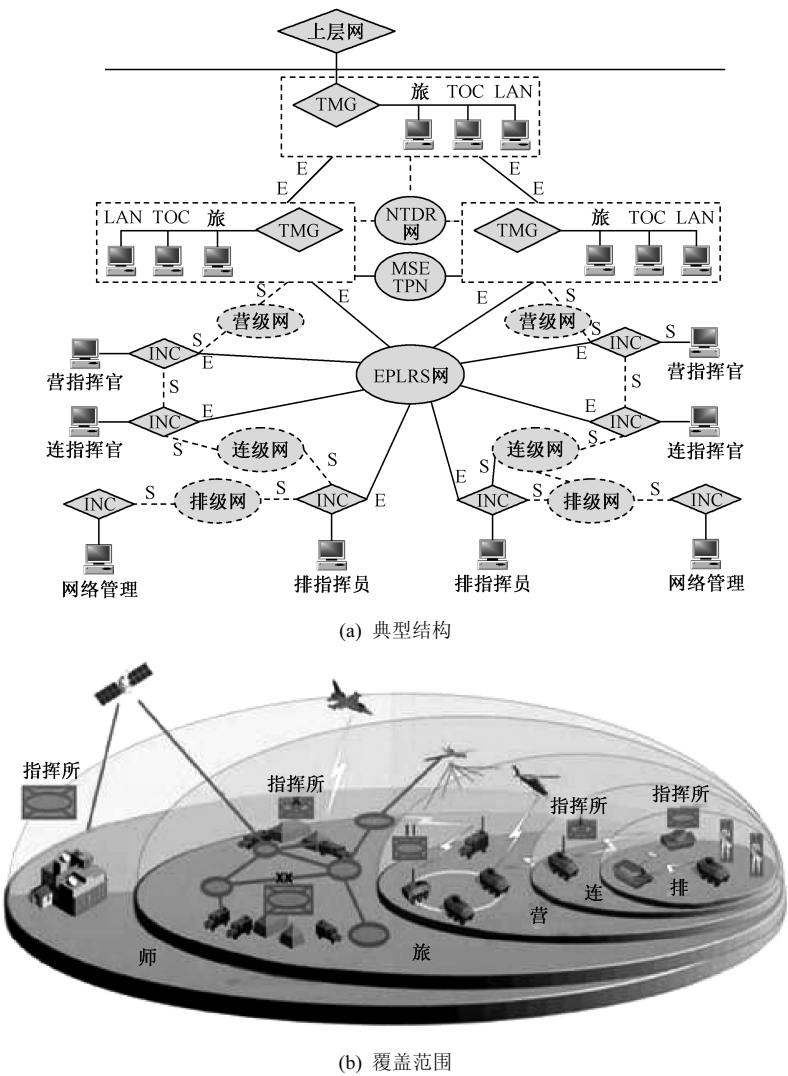 上层网
TMG 旅 TOC LAN
E E
E E
LAN TOC 旅 TMG
NTDR
网
TMG 旅 TOC LAN
MSE
TPN
S E E S
营级网 营级网
INC S E
营指挥官
S E INC S
营指挥官
EPLRS网
S S
INC E
连指挥官
E INC
连指挥官
S 连级网 S
连级网 S
S E E S
INC S 排级网 S INC E
INC S 排级网 S INC
网络管理 排指挥员 排指挥员 网络管理
(a) 典型结构
指挥所
指挥所
指挥所
指挥所
XX
师
旅
营
连
排
(b) 覆盖范围